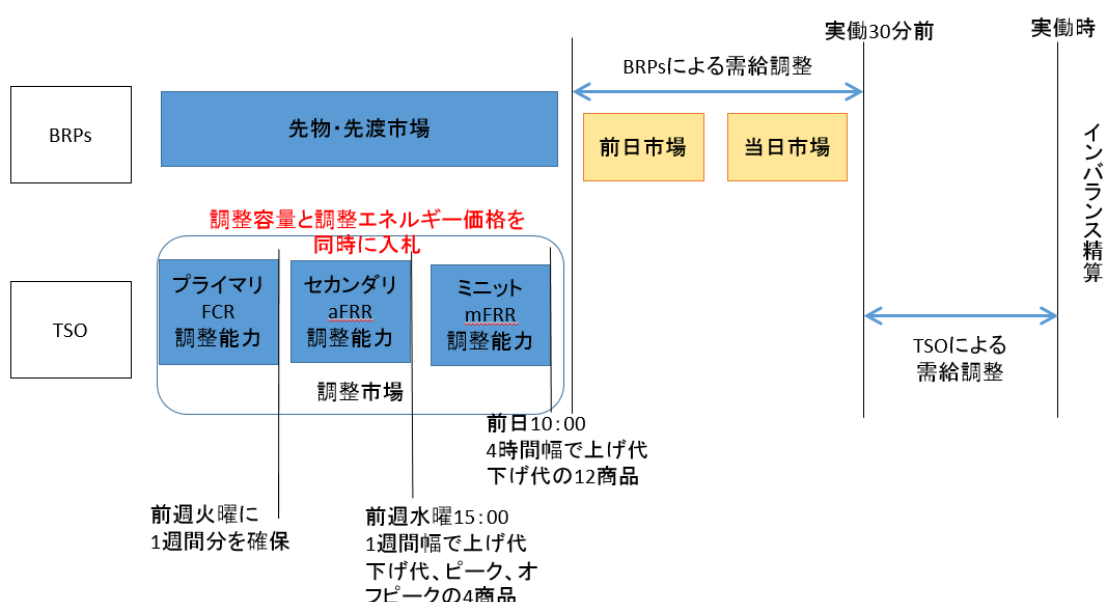 実働30分前
実働時
BRPsによる需給調整
BRPs
先物・先渡市場
前日市場
当日市場
インバランス精算
調整容量と調整エネルギー価格を
同時に入札
TSO
プライマリ
FCR
調整能力
セカンダリ
aFRR
調整能力
ミニット
mFRR
調整能力
調整市場
TSOによる
需給調整
前日10:00
4時間幅で上げ代
下げ代の12商品
前週火曜に
1週間分を確保
前週水曜15:00
1週間幅で上げ代
下げ代、ピーク、オ
フピークの4商品